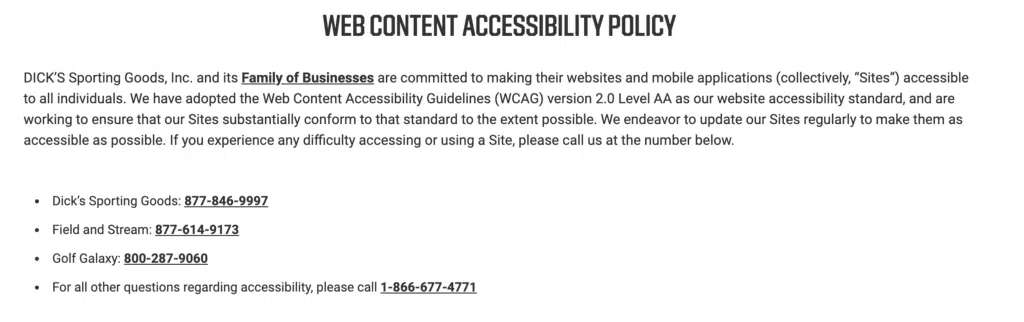 WEB CONTENT ACCESSIBILITY POLICY
DICK'S Sporting Goods, Inc. and its Family of Businesses are committed to making their websites and mobile applications (collectively, “Sites”) accessible
to all individuals. We have adopted the Web Content Accessibility Guidelines (WCAG) version 2.0 Level AA as our website accessibility standard, and are
working to ensure that our Sites substantially conform to that standard to the extent possible. We endeavor to update our Sites regularly to make them as
accessible as possible. If you experience any difficulty accessing or using a Site, please call us at the number below.
• Dick's Sporting Goods: 877-846-9997
• Field and Stream: 877-614-9173
• Golf Galaxy: 800-287-9060
• For all other questions regarding accessibility, please call 1-866-677-4771